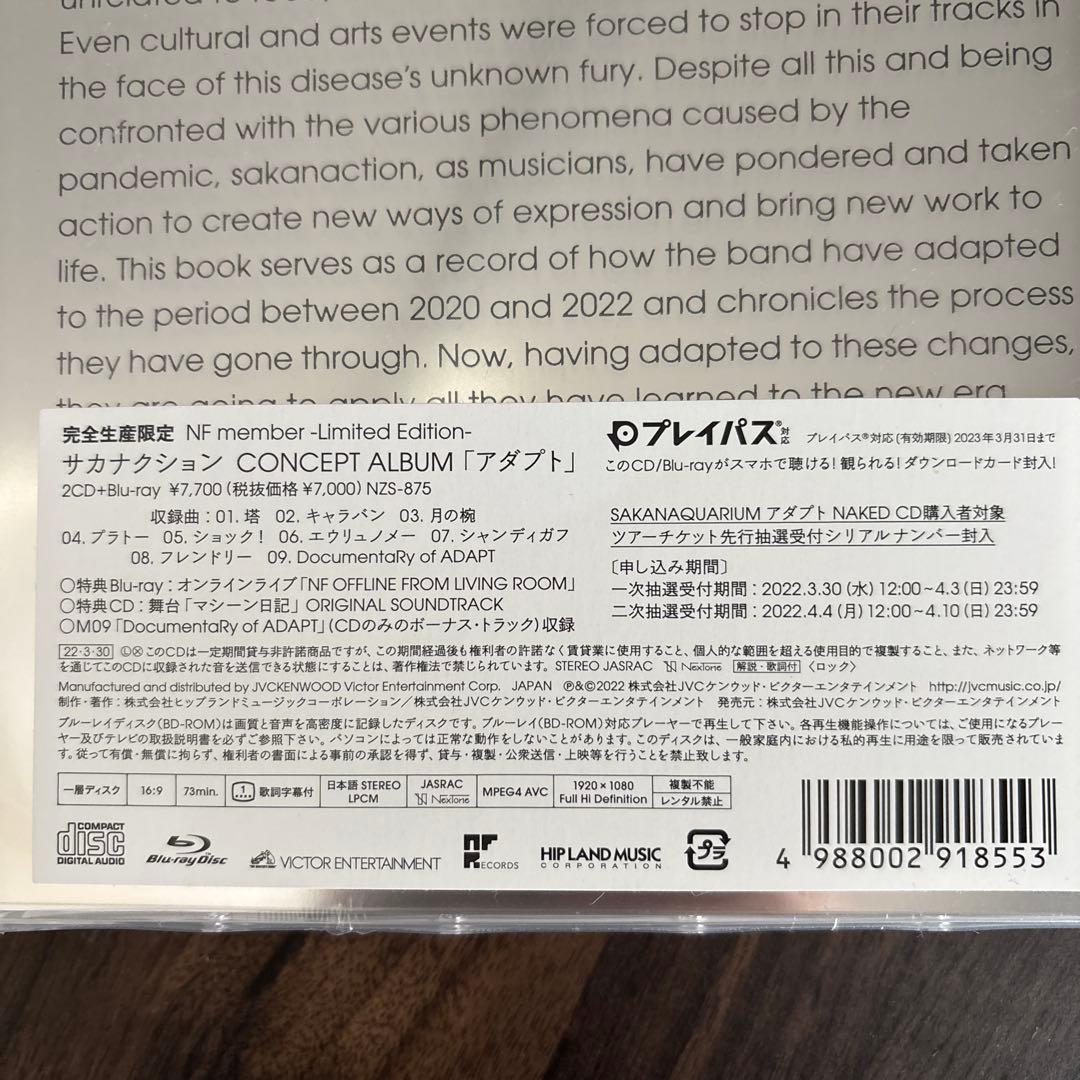 Even cultural and arts events were forced to stop in their tracks in
the face of this disease's unknown fury. Despite all this and being
confronted with the various phenomena caused by the
pandemic, sakanaction, as musicians, have pondered and taken
action to create new ways of expression and bring new work to
life. This book serves as a record of how the band have adapted
to the period between 2020 and 2022 and chronicles the process
they have gone through. Now, having adapted to these changes,
they are going to apply all they have learned to the new era
完全生産限定 NF member -Limited Edition-
サカナクション CONCEPT ALBUM「アダプト」
2CD+Blu-ray ¥7,700(税抜価格 ¥7,000) NZS-875
収録曲：01. 塔 02. キャラバン 03. 月の椀
04. プラトー 05. ショック！ 06. エウリュノメー 07. シャンディガフ
08. フレンドリー 09. DocumentaRy of ADAPT
○特典Blu-ray：オンラインライブ「NF OFFLINE FROM LIVING ROOM」
○特典CD：舞台「マシーン日記」ORIGINAL SOUNDTRACK
○M09「DocumentaRy of ADAPT」(CDのみのボーナス・トラック)収録
プレイパス®対応 プレイパス®対応(有効期限)2023年3月31日まで
このCD/Blu-rayがスマホで聴ける！観られる！ダウンロードカード封入！
SAKANAQUARIUM アダプト NAKED CD購入者対象
ツアーチケット先行抽選受付シリアルナンバー封入
〔申し込み期間〕
一次抽選受付期間：2022.3.30(水)12:00~4.3(日)23:59
二次抽選受付期間：2022.4.4(月)12:00~4.10(日)23:59
22・3・30 Ⓛ㋹このCDは一定期間貸与非許諾商品ですが、この期間経過後も権利者の許諾なく賃貸業に使用すること、個人的な範囲を超える使用目的で複製すること、また、ネットワーク等
を通じてこのCDに収録された音を送信できる状態にすることは、著作権法で禁じられています。STEREO JASRAC NexTone 解説・歌詞付 〈ロック〉
Manufactured and distributed by JVCKENWOOD Victor Entertainment Corp. JAPAN ℗&©2022 株式会社JVCケンウッド・ビクターエンタテインメント http://jvcmusic.co.jp/
制作・著作：株式会社ヒップランドミュージックコーポレーション/株式会社JVCケンウッド・ビクターエンタテインメント 発売元：株式会社JVCケンウッド・ビクターエンタテインメント
ブルーレイディスク(BD-ROM)は画質と音声を高密度に記録したディスクです。ブルーレイ(BD-ROM)対応プレーヤーで再生して下さい。各再生機能操作については、ご使用になるプレー
ヤー及びテレビの取扱説明書を必ずご参照下さい。パソコンによっては正常な動作をしないことがあります。このディスクは、一般家庭内における私的再生に用途を限って販売されていま
す。従って有償・無償に拘らず、権利者の書面による事前の承認を得ず、貸与・複製・公衆送信・上映等を行うことを禁止致します。
一層ディスク 16:9 73min. 1 歌詞字幕付 日本語 STEREO LPCM JASRAC NexTone MPEG4 AVC 1920×1080 Full Hi Definition 複製不能 レンタル禁止
COMPACT disc DIGITAL AUDIO Blu-ray Disc VICTOR ENTERTAINMENT NF RECORDS HIP LAND MUSIC CORPORATION プラ
4 988002 918553